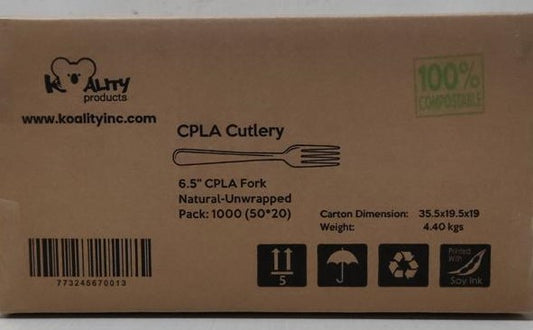 KOALITY
products
www.koalityinc.com
100%
COMPOSTABLE
CPLA Cutlery
6.5" CPLA Fork
Natural-Unwrapped
Pack: 1000 (50*20)
Carton Dimension: 35.5x19.5x19
Weight: 4.40 kgs
5
Printed
With
Soy Ink
773245670013